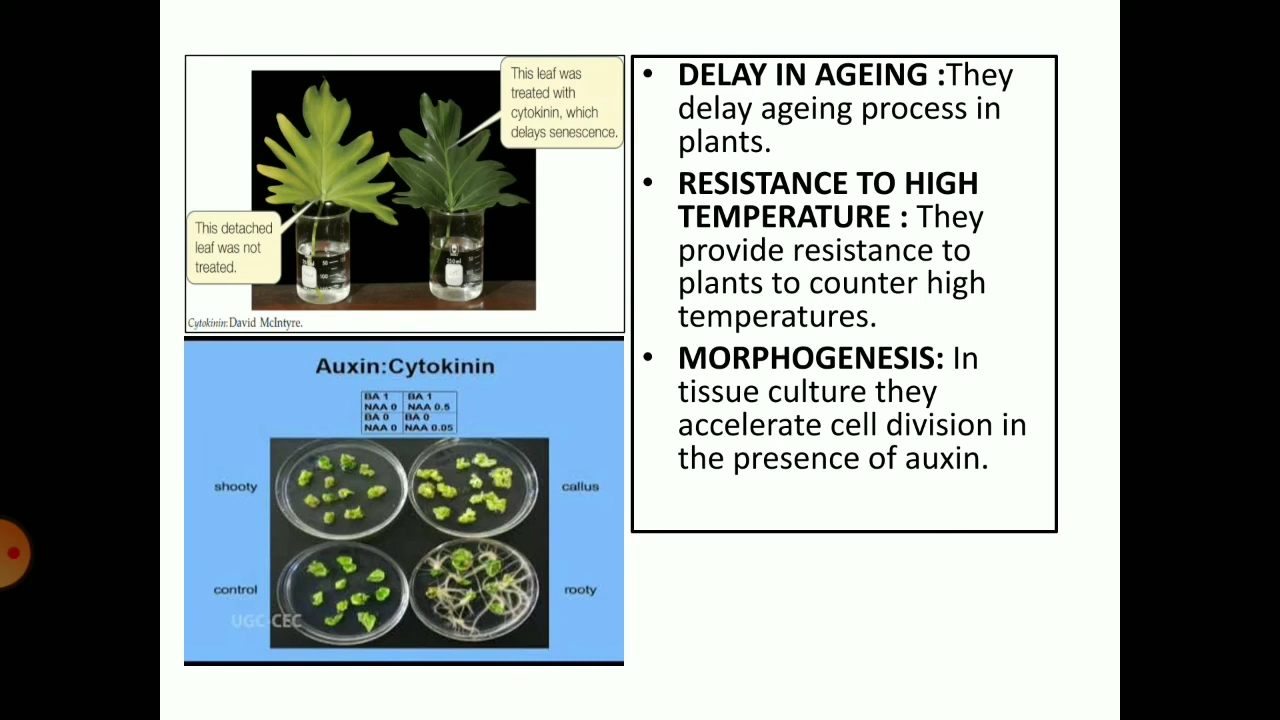 This leaf was
treated with
cytokinin, which
delays senescence.
This detached
leaf was not
treated.
Cytokinin: David McIntyre.
Auxin:Cytokinin
BA 1 BA 1
NAA 0 NAA 0.5
BA 0 BA 0
NAA 0 NAA 0.05
shooty
callus
control
rooty
UGC-CEC
• DELAY IN AGEING :They
delay ageing process in
plants.
• RESISTANCE TO HIGH
TEMPERATURE : They
provide resistance to
plants to counter high
temperatures.
• MORPHOGENESIS: In
tissue culture they
accelerate cell division in
the presence of auxin.